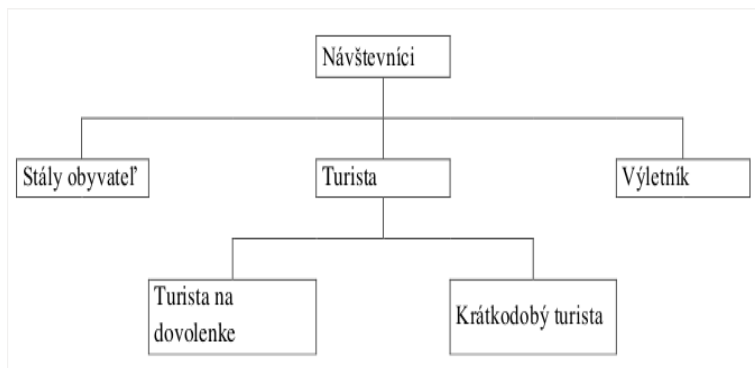 Návštevníci
Stály obyvateľ
Turista
Výletník
Turista na
dovolenke
Krátkodobý turista